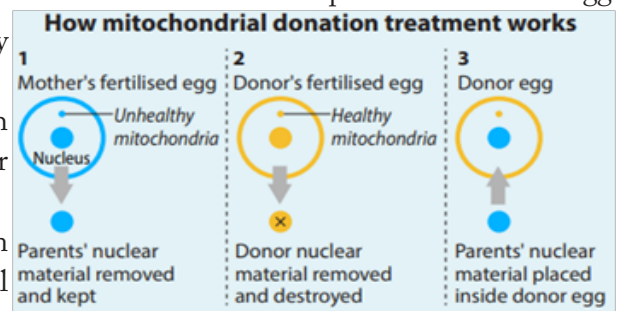 How mitochondrial donation treatment works
1
Mother's fertilised egg
Unhealthy
mitochondria
Nucleus
Parents' nuclear
material removed
and kept
2
Donor's fertilised egg
Healthy
mitochondria
Donor nuclear
material removed
and destroyed
3
Donor egg
Parents' nuclear
material placed
inside donor egg